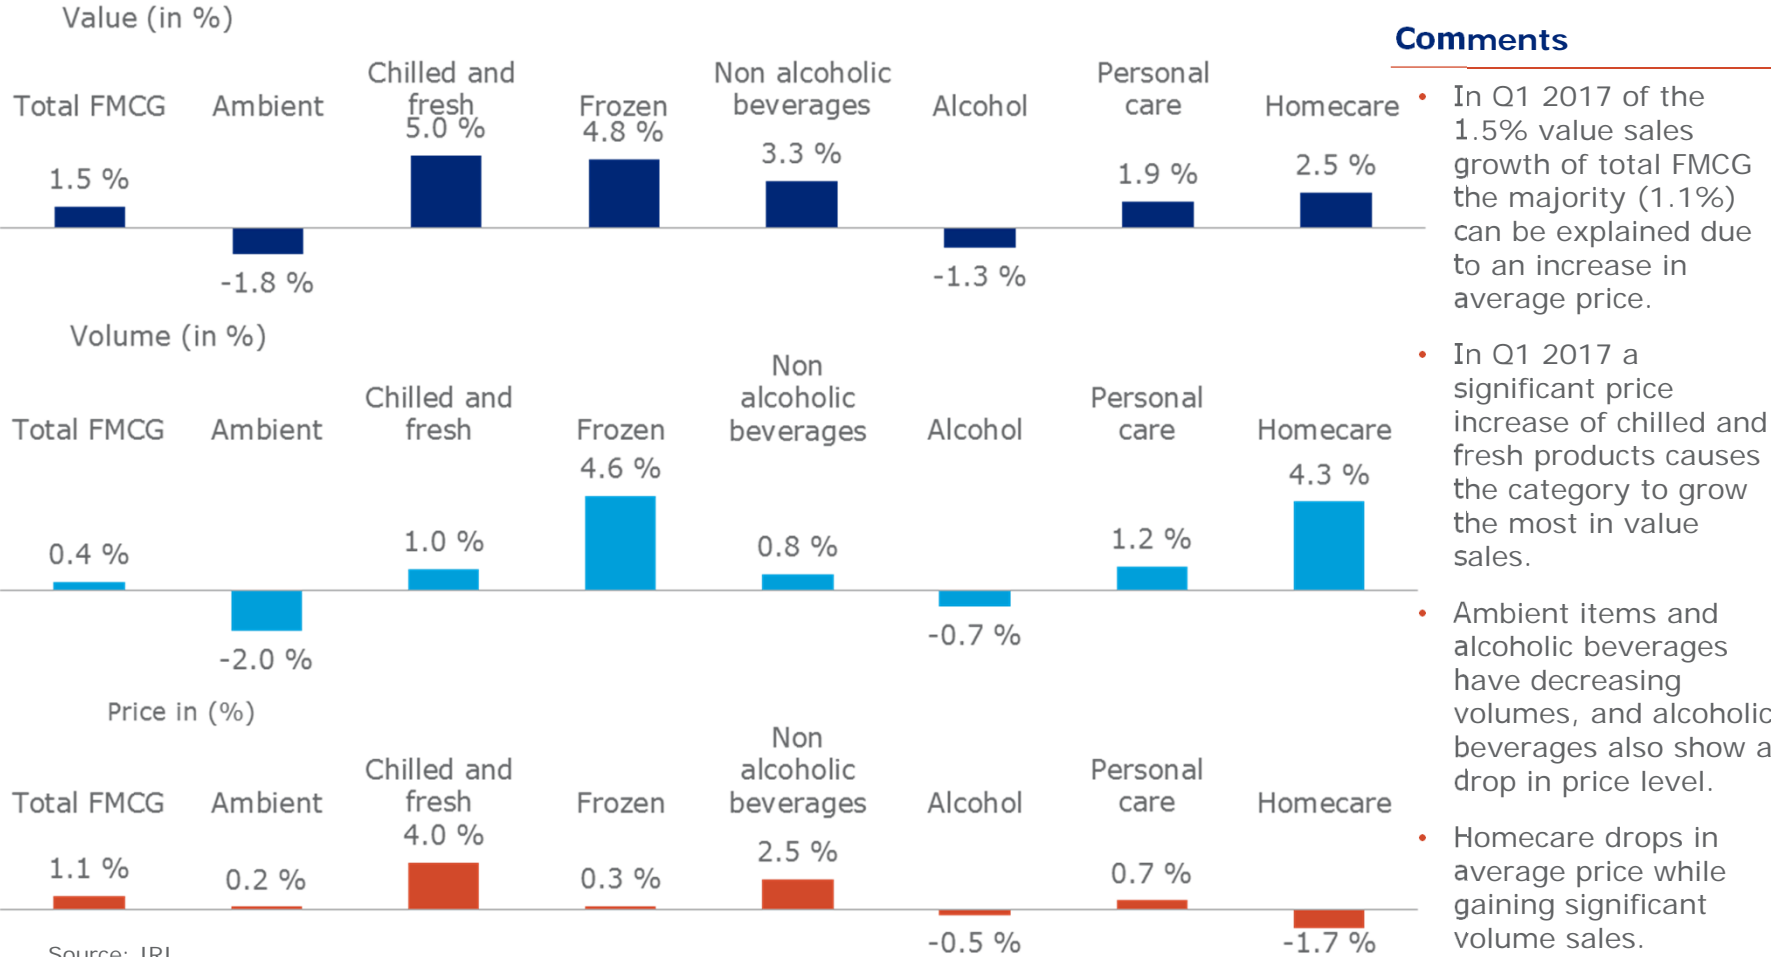 Value (in %)
Total FMCG
Ambient
Chilled and
fresh
Frozen
Non alcoholic
beverages
Alcohol
Personal
care
Homecare
1.5 %
-1.8 %
5.0 %
4.8 %
3.3 %
-1.3 %
1.9 %
2.5 %
Volume (in %)
Total FMCG
Ambient
Chilled and
fresh
Frozen
Non
alcoholic
beverages
Alcohol
Personal
care
Homecare
0.4 %
-2.0 %
1.0 %
4.6 %
0.8 %
-0.7 %
1.2 %
4.3 %
Price in (%)
Total FMCG
Ambient
Chilled and
fresh
Frozen
Non
alcoholic
beverages
Alcohol
Personal
care
Homecare
1.1 %
0.2 %
4.0 %
0.3 %
2.5 %
-0.5 %
0.7 %
-1.7 %
Source: IRI
Comments
• In Q1 2017 of the
1.5% value sales
growth of total FMCG
the majority (1.1%)
can be explained due
to an increase in
average price.
• In Q1 2017 a
significant price
increase of chilled and
fresh products causes
the category to grow
the most in value
sales.
• Ambient items and
alcoholic beverages
have decreasing
volumes, and alcoholic
beverages also show a
drop in price level.
• Homecare drops in
average price while
gaining significant
volume sales.